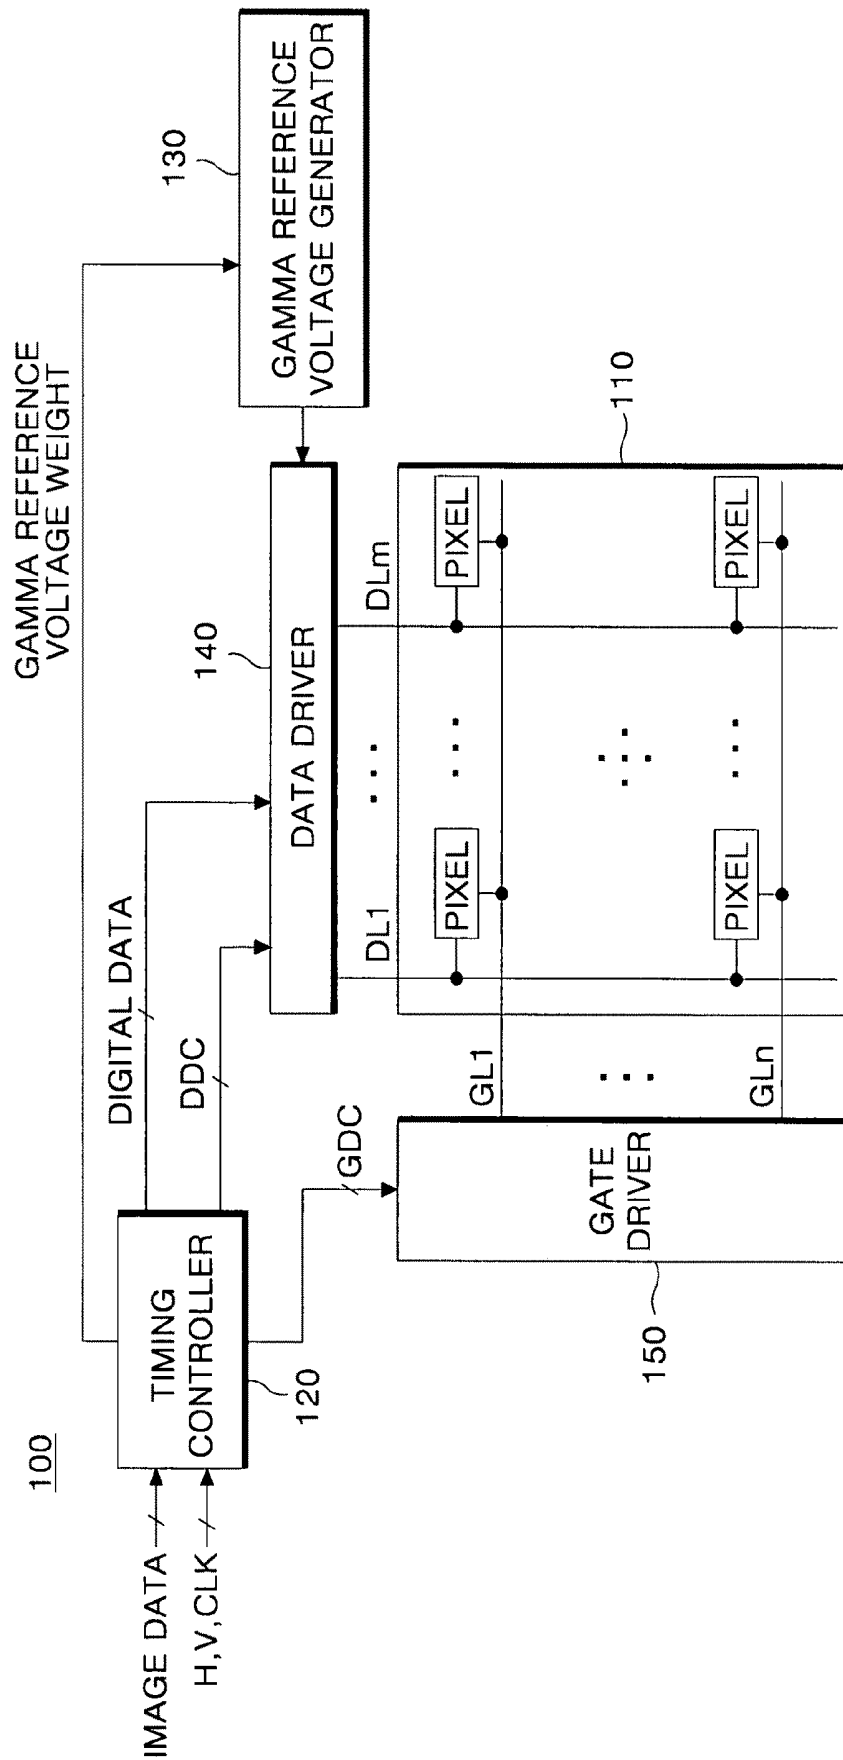 100
IMAGE DATA
H,V,CLK
TIMING
CONTROLLER
120
GAMMA REFERENCE
VOLTAGE WEIGHT
DIGITAL DATA
DDC
GDC
130
GAMMA REFERENCE
VOLTAGE GENERATOR
140
DATA DRIVER
DL1
...
DLm
110
GATE
DRIVER
150
GL1
GLn
PIXEL
PIXEL
PIXEL
PIXEL